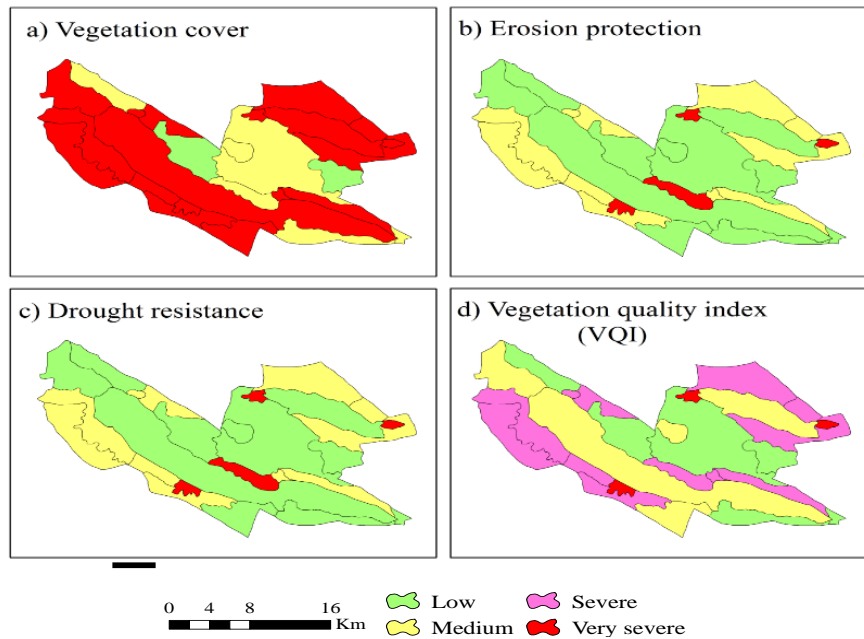 a) Vegetation cover
b) Erosion protection
c) Drought resistance
d) Vegetation quality index
(VQI)
0 4 8 16
Km
Low
Severe
Medium
Very severe